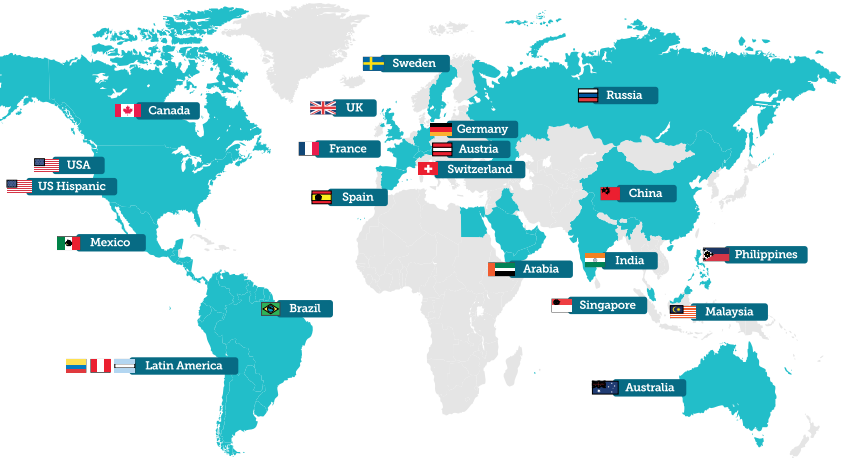 Sweden
Russia
Canada
UK
Germany
France
Austria
USA
Switzerland
US Hispanic
China
Spain
Mexico
Philippines
India
Arabia
Singapore
Brazil
Malaysia
Latin America
Australia